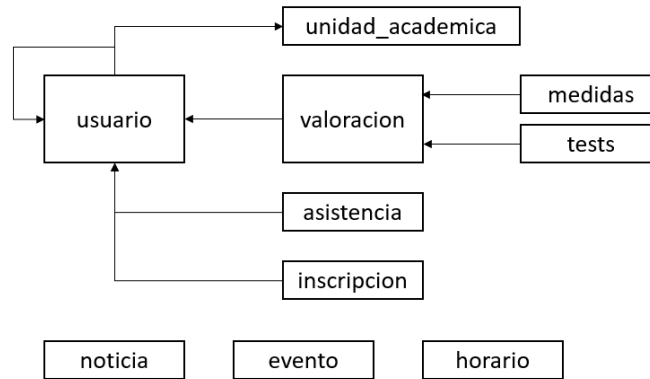 unidad_academica
usuario
valoracion
medidas
tests
asistencia
inscripcion
noticia
evento
horario